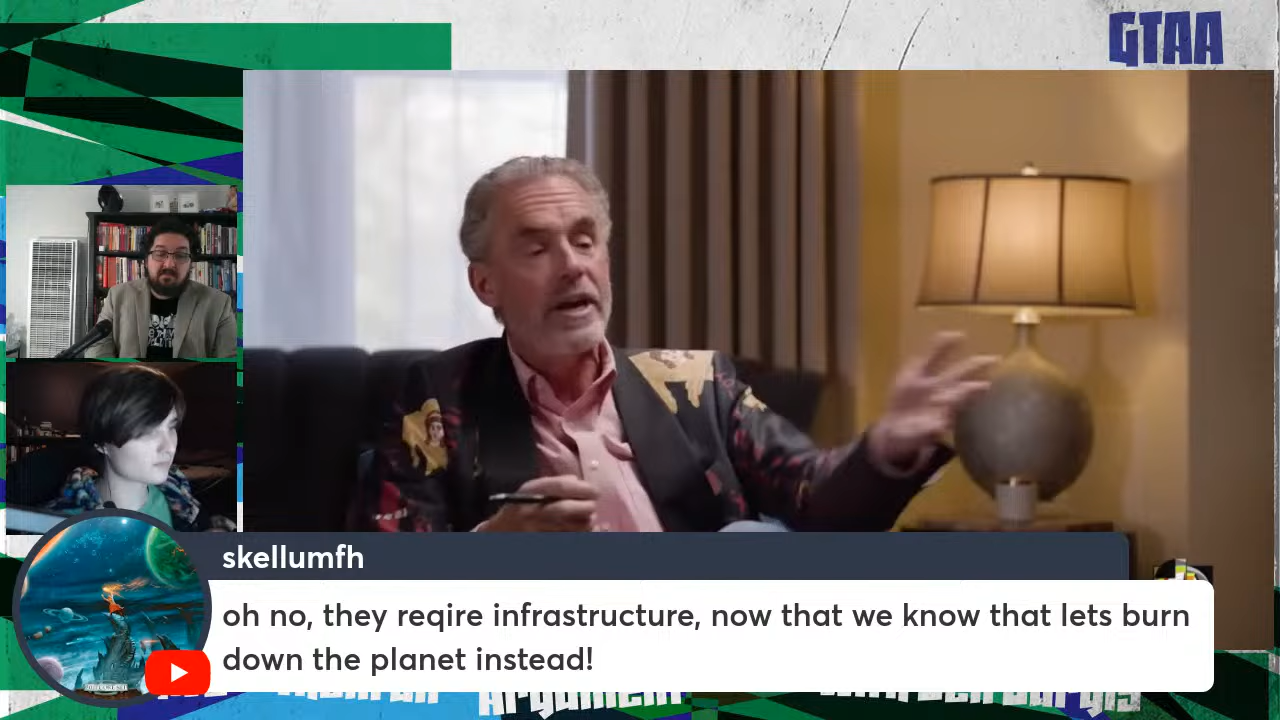 GTAA
skellumfh
oh no, they reqire infrastructure, now that we know that lets burn
down the planet instead!